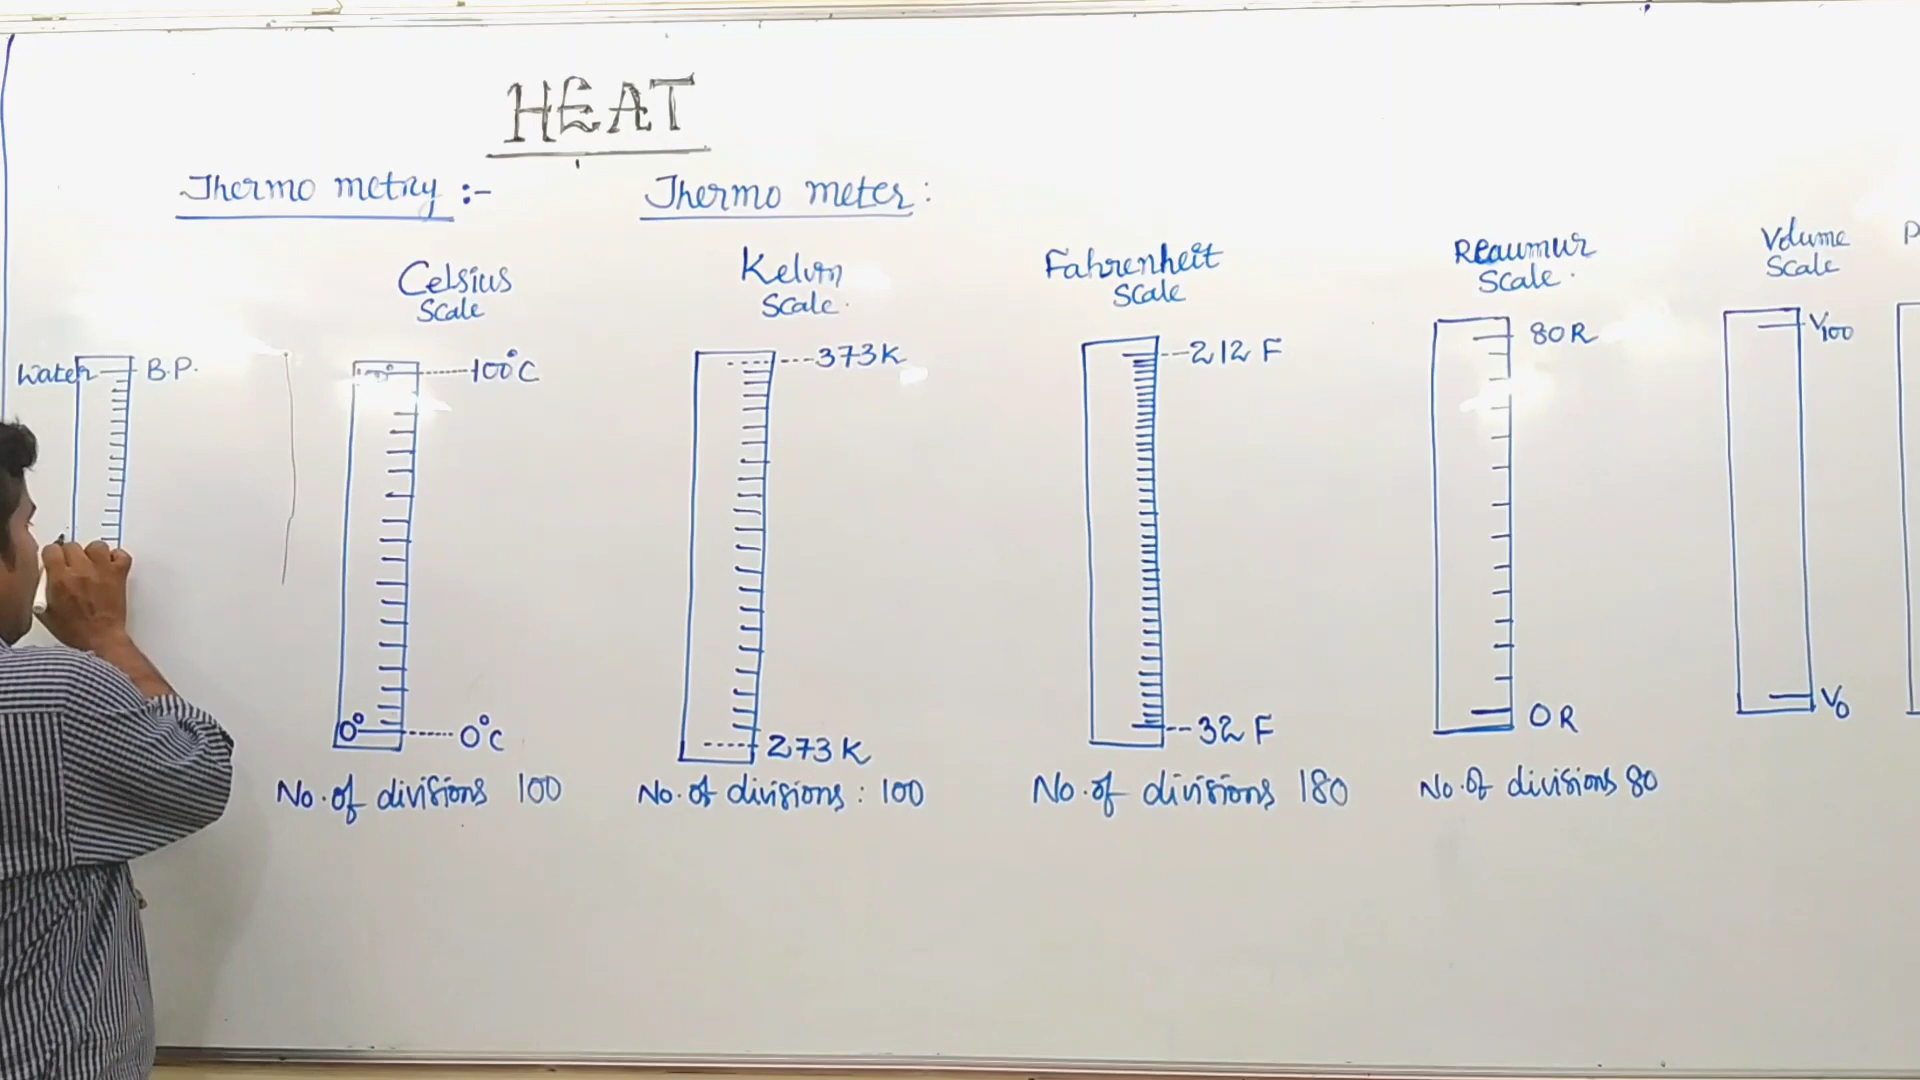 HEAT
Thermo metry :-
Thermo meter :
Celsius
Scale
Kelvin
Scale.
Fahrenheit
Scale
Reaumur
Scale.
Volume
Scale
P
Water
B.P.
100°C
0°
0°C
No. of divisions 100
373K
273 K
No. of divisions : 100
212 F
32 F
No. of divisions 180
80 R
0 R
No. of divisions 80
V100
V0